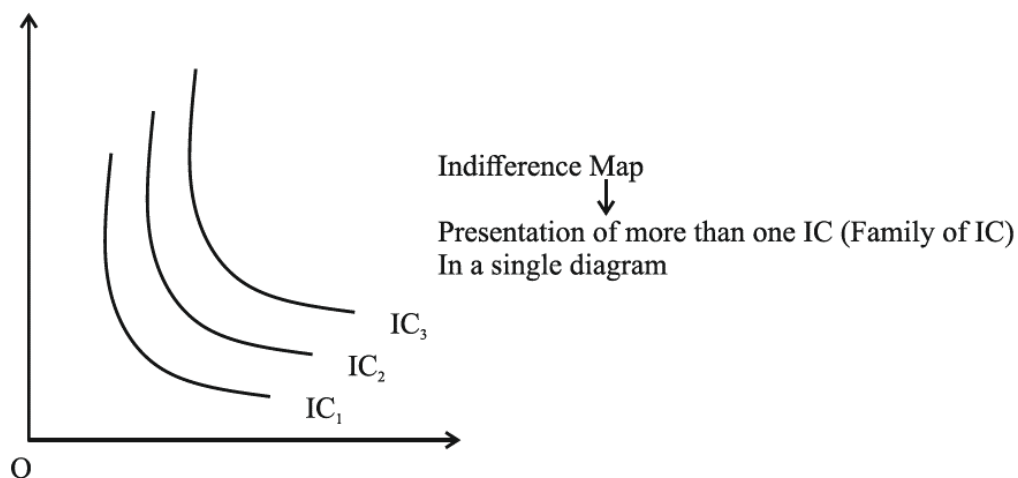 Indifference Map
Presentation of more than one IC (Family of IC)
In a single diagram
IC₃
IC₂
IC₁
O